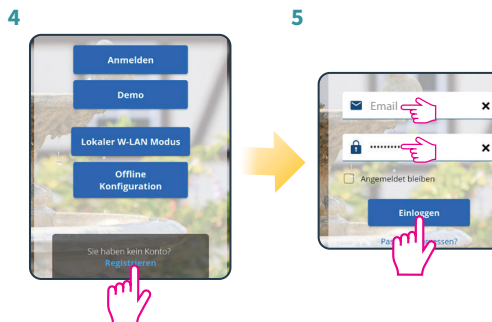 4
Anmelden
Demo
Lokaler W-LAN Modus
Offline
Konfiguration
Sie haben kein Konto?
Registrieren
5
Email
Angemeldet bleiben
Einloggen